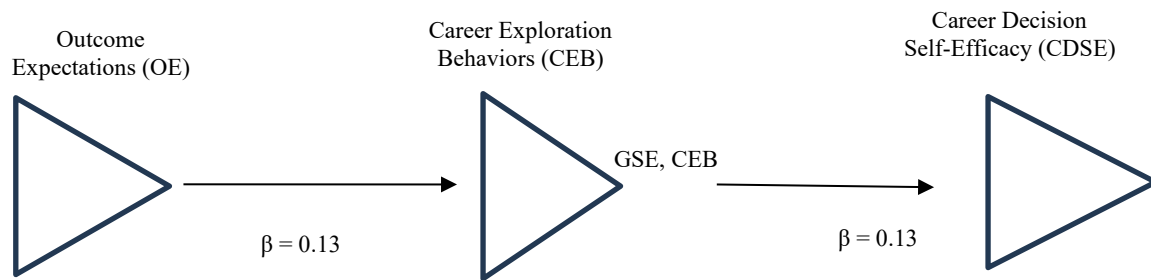 Outcome
Expectations (OE)
Career Exploration
Behaviors (CEB)
Career Decision
Self-Efficacy (CDSE)
GSE, CEB
β = 0.13
β = 0.13